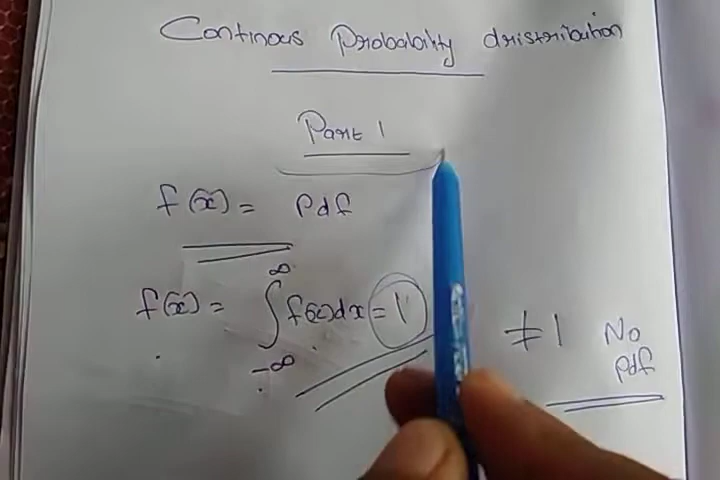 Continous Probability dristribution
Part 1
f(x) = Pdf
f(x) = ∫_{-∞}^{∞} f(x)dx = 1
≠ 1 No
pdf